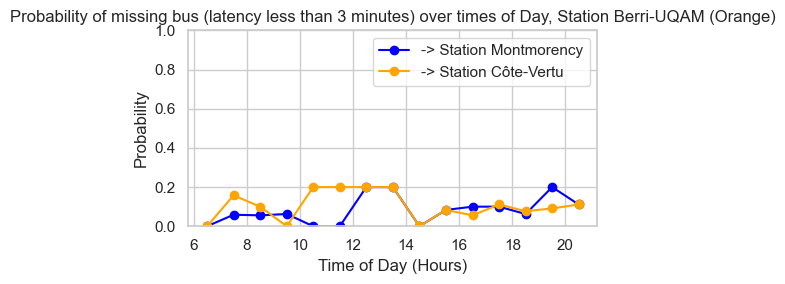 Probability of missing bus (latency less than 3 minutes) over times of Day, Station Berri-UQAM (Orange)
1.0
0.8
0.6
0.4
0.2
0.0
Probability
-> Station Montmorency
-> Station Côte-Vertu
6 8 10 12 14 16 18 20
Time of Day (Hours)